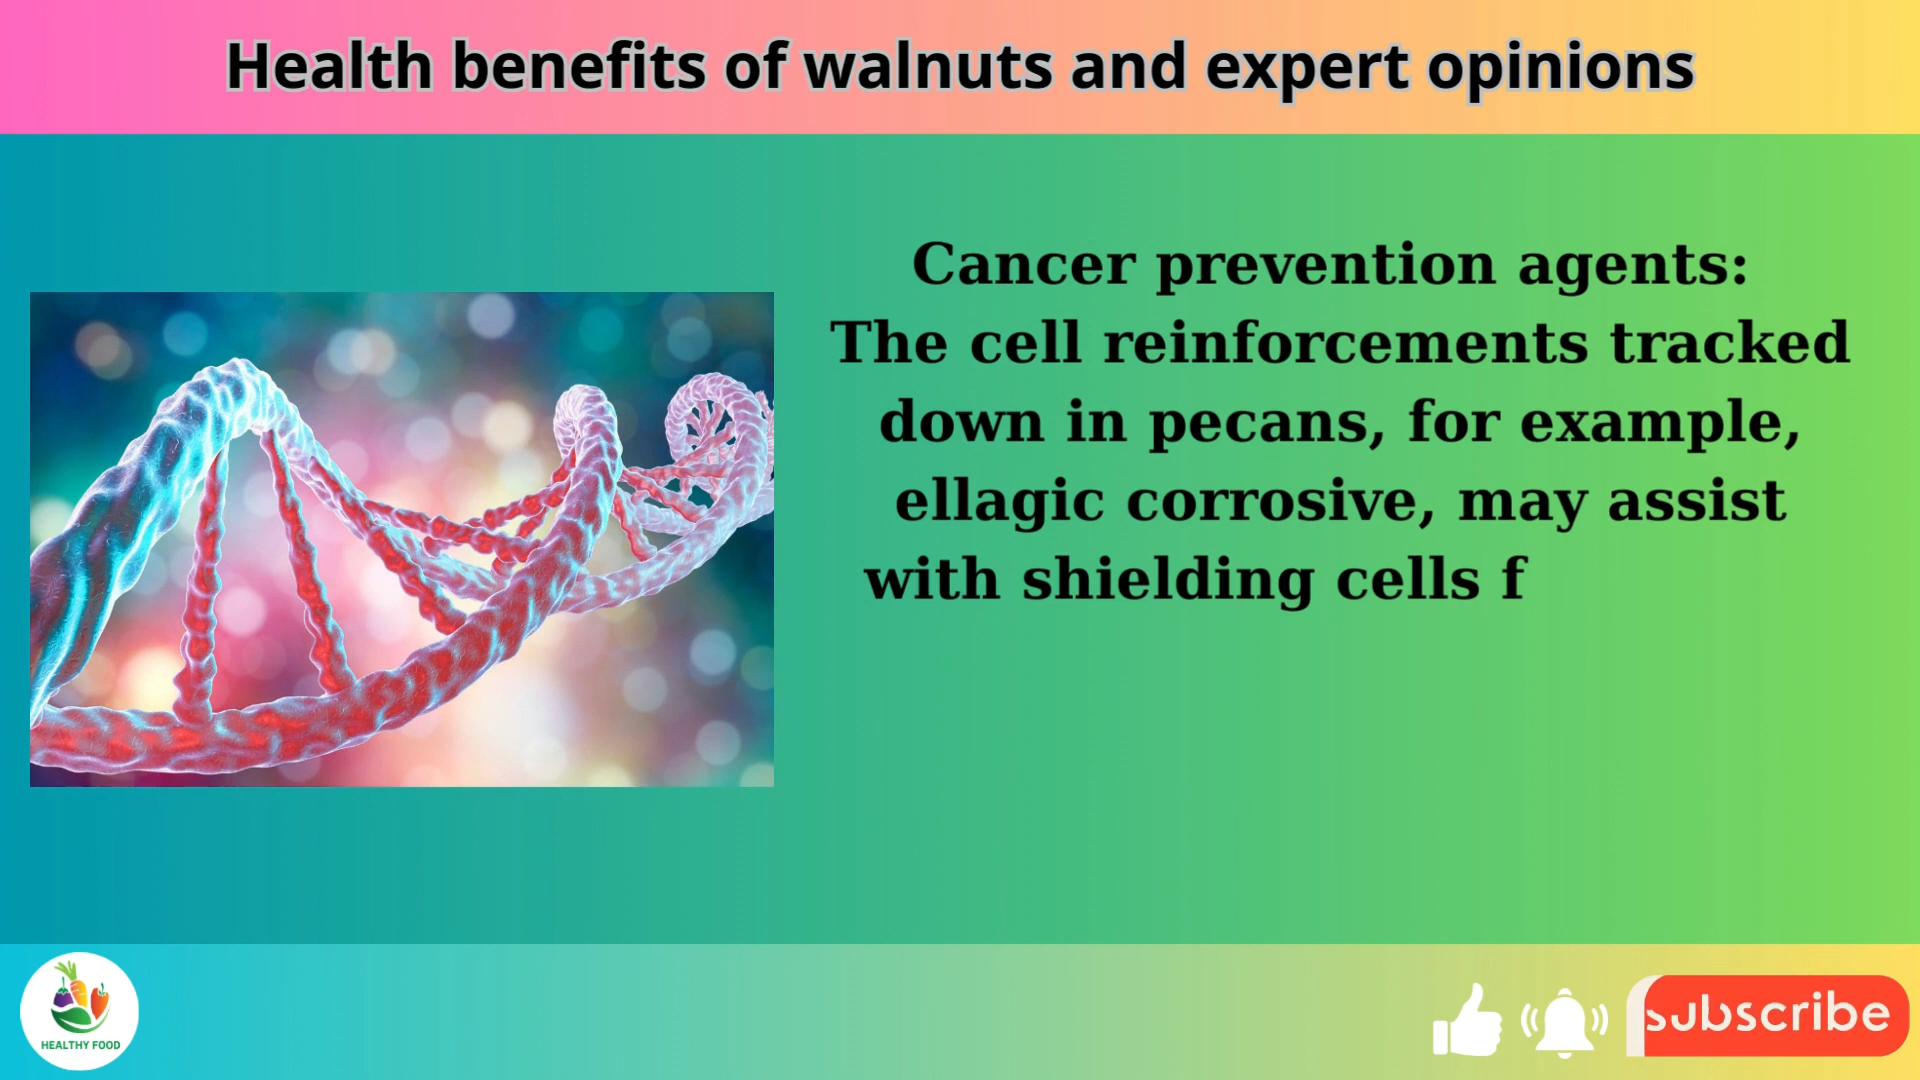 Health benefits of walnuts and expert opinions
Cancer prevention agents:
The cell reinforcements tracked
down in pecans, for example,
ellagic corrosive, may assist
with shielding cells f
HEALTHY FOOD
subscribe